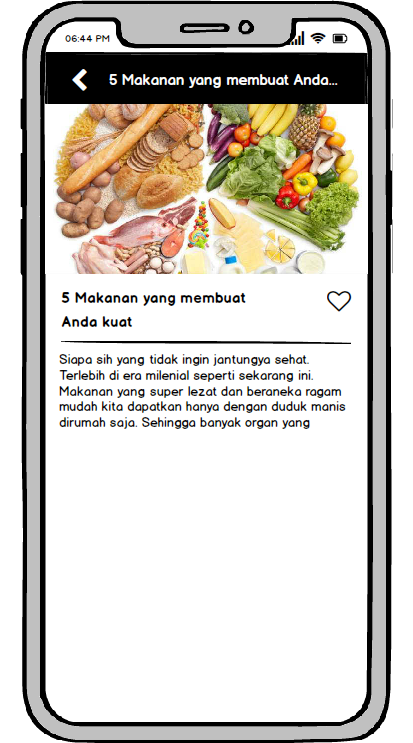 06:44 PM
5 Makanan yang membuat Anda...
5 Makanan yang membuat
Anda kuat
Siapa sih yang tidak ingin jantungya sehat.
Terlebih di era milenial seperti sekarang ini.
Makanan yang super lezat dan beraneka ragam
mudah kita dapatkan hanya dengan duduk manis
dirumah saja. Sehingga banyak organ yang